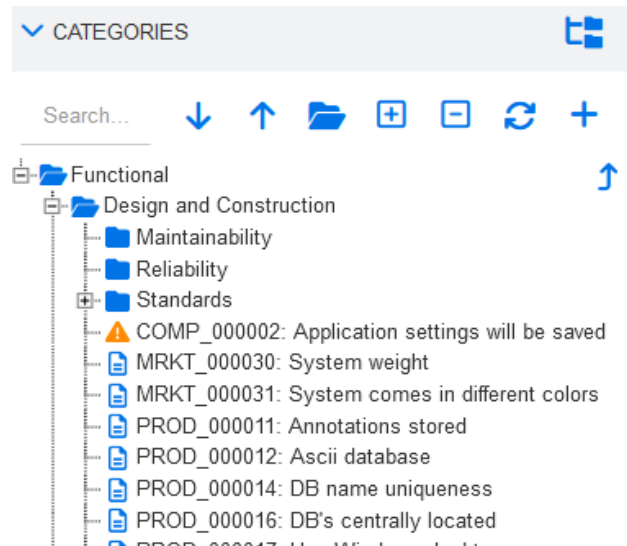 CATEGORIES
Search...
Functional
Design and Construction
Maintainability
Reliability
Standards
COMP_000002: Application settings will be saved
MRKT_000030: System weight
MRKT_000031: System comes in different colors
PROD_000011: Annotations stored
PROD_000012: Ascii database
PROD_000014: DB name uniqueness
PROD_000016: DB's centrally located